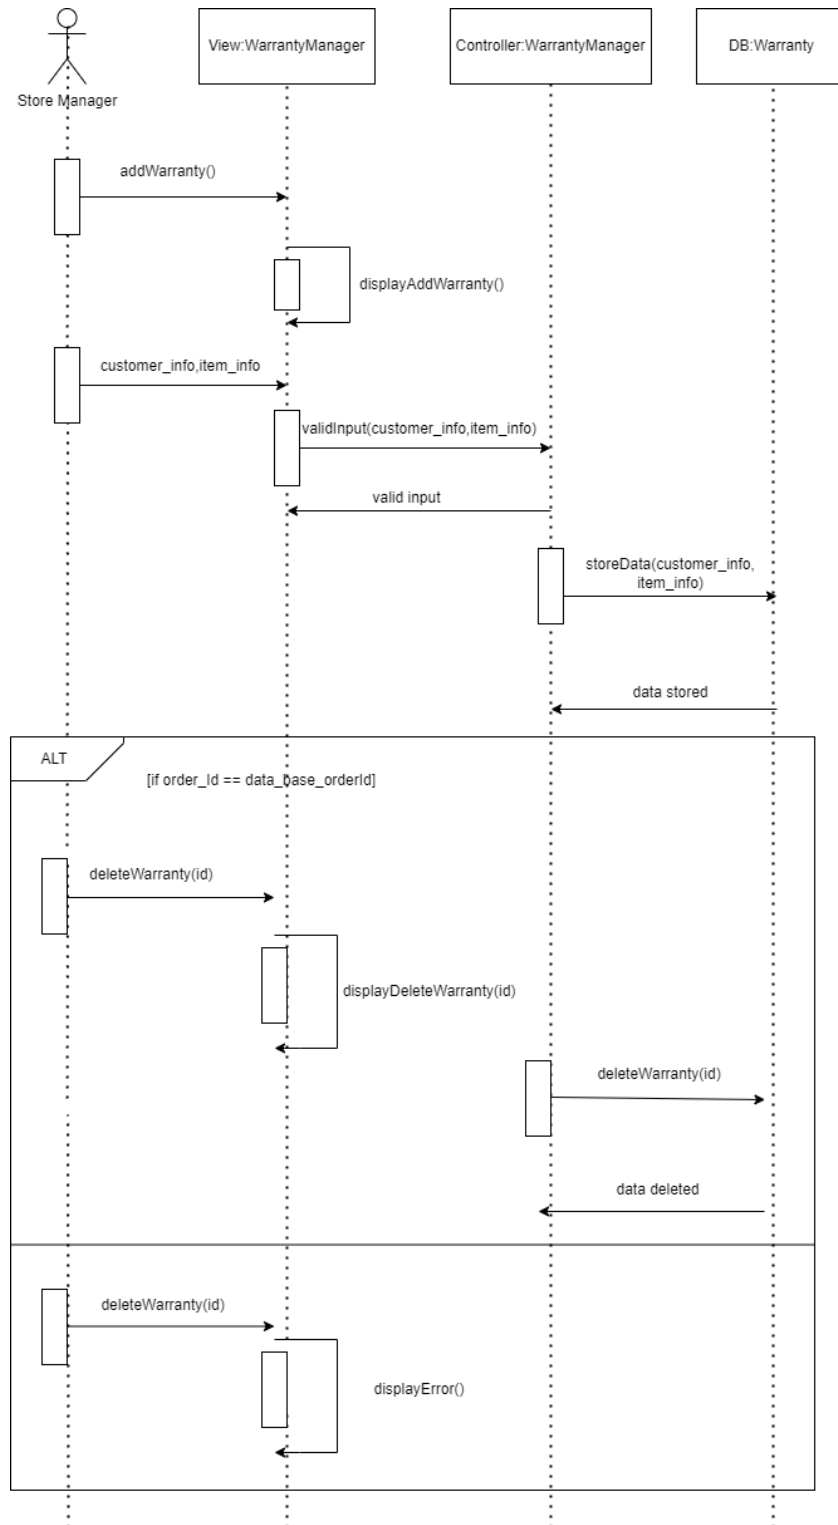 View:WarrantyManager
Controller:WarrantyManager
DB:Warranty
Store Manager
addWarranty()
displayAddWarranty()
customer_info,item_info
validInput(customer_info,item_info)
valid input
storeData(customer_info,
item_info)
data stored
ALT
[if order_Id == data_base_orderId]
deleteWarranty(id)
displayDeleteWarranty(id)
deleteWarranty(id)
data deleted
deleteWarranty(id)
displayError()